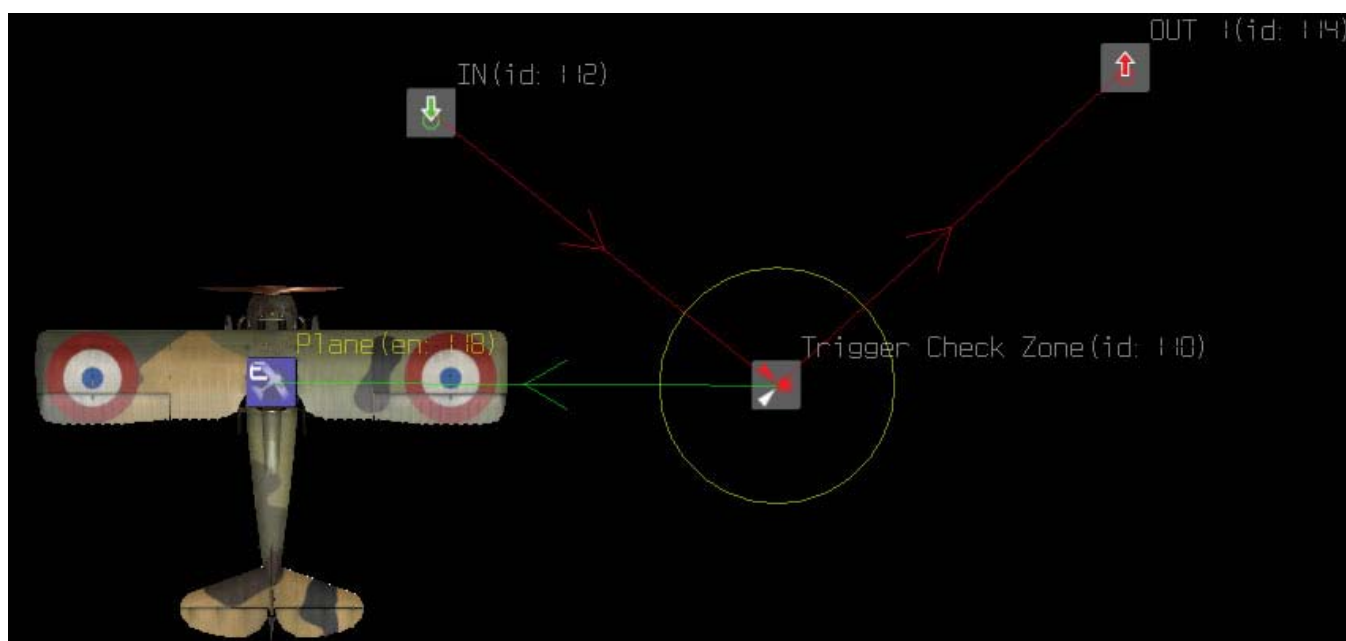 OUT 1(id: 114)
IN(id: 112)
Plane(en: 118)
Trigger Check Zone(id: 110)
E